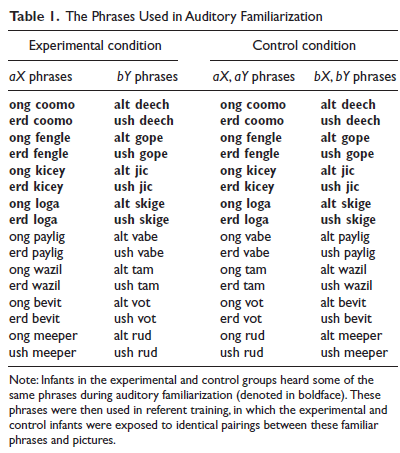 Table 1. The Phrases Used in Auditory Familiarization
Experimental condition Control condition
aX phrases bY phrases aX, aY phrases bX, bY phrases
ong coomo alt deech ong coomo alt deech
erd coomo ush deech erd coomo ush deech
ong fengle alt gope ong fengle alt gope
erd fengle ush gope erd fengle ush gope
ong kicey alt jic ong kicey alt jic
erd kicey ush jic erd kicey ush jic
ong loga alt skige ong loga alt skige
erd loga ush skige erd loga ush skige
ong paylig alt vabe ong vabe alt paylig
erd paylig ush vabe erd vabe ush paylig
ong wazil alt tam ong tam alt wazil
erd wazil ush tam erd tam ush wazil
ong bevit alt vot ong vot alt bevit
erd bevit ush vot erd vot ush bevit
ong meeper alt rud ong rud alt meeper
ush meeper ush rud ush rud ush meeper
Note: Infants in the experimental and control groups heard some of the
same phrases during auditory familiarization (denoted in boldface). These
phrases were then used in referent training, in which the experimental and
control infants were exposed to identical pairings between these familiar
phrases and pictures.